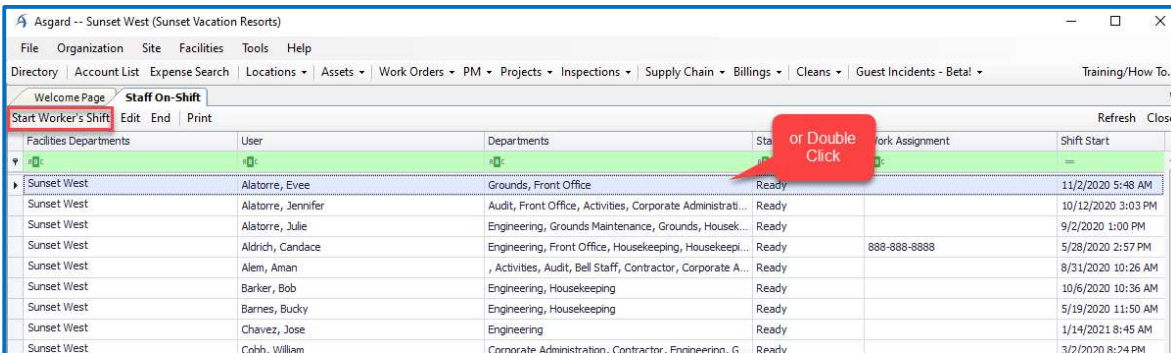 Asgard -- Sunset West (Sunset Vacation Resorts)
File Organization Site Facilities Tools Help
Directory Account List Expense Search Locations Assets Work Orders PM Projects Inspections Supply Chain Billings Cleans Guest Incidents - Beta! Training/How To.
Welcome Page Staff On-Shift
Start Worker's Shift Edit End Print Refresh Close
Facilities Departments User Departments Sta Work Assignment Shift Start
or Double
Click
Sunset West Alatorre, Evee Grounds, Front Office Ready 11/2/2020 5:48 AM
Sunset West Alatorre, Jennifer Audit, Front Office, Activities, Corporate Administrati... Ready 10/12/2020 3:03 PM
Sunset West Alatorre, Julie Engineering, Grounds Maintenance, Grounds, Housek... Ready 9/2/2020 1:00 PM
Sunset West Aldrich, Candace Engineering, Front Office, Housekeeping, Housekeepi... Ready 888-888-8888 5/28/2020 2:57 PM
Sunset West Alem, Aman , Activities, Audit, Bell Staff, Contractor, Corporate A... Ready 8/31/2020 10:26 AM
Sunset West Barker, Bob Engineering, Housekeeping Ready 10/6/2020 10:36 AM
Sunset West Barnes, Bucky Engineering, Housekeeping Ready 5/19/2020 11:50 AM
Sunset West Chavez, Jose Engineering Ready 1/14/2021 8:45 AM
Sunset West Cobb, William Corporate Administration, Contractor, Engineering, G... Ready 3/2/2020 8:24 PM